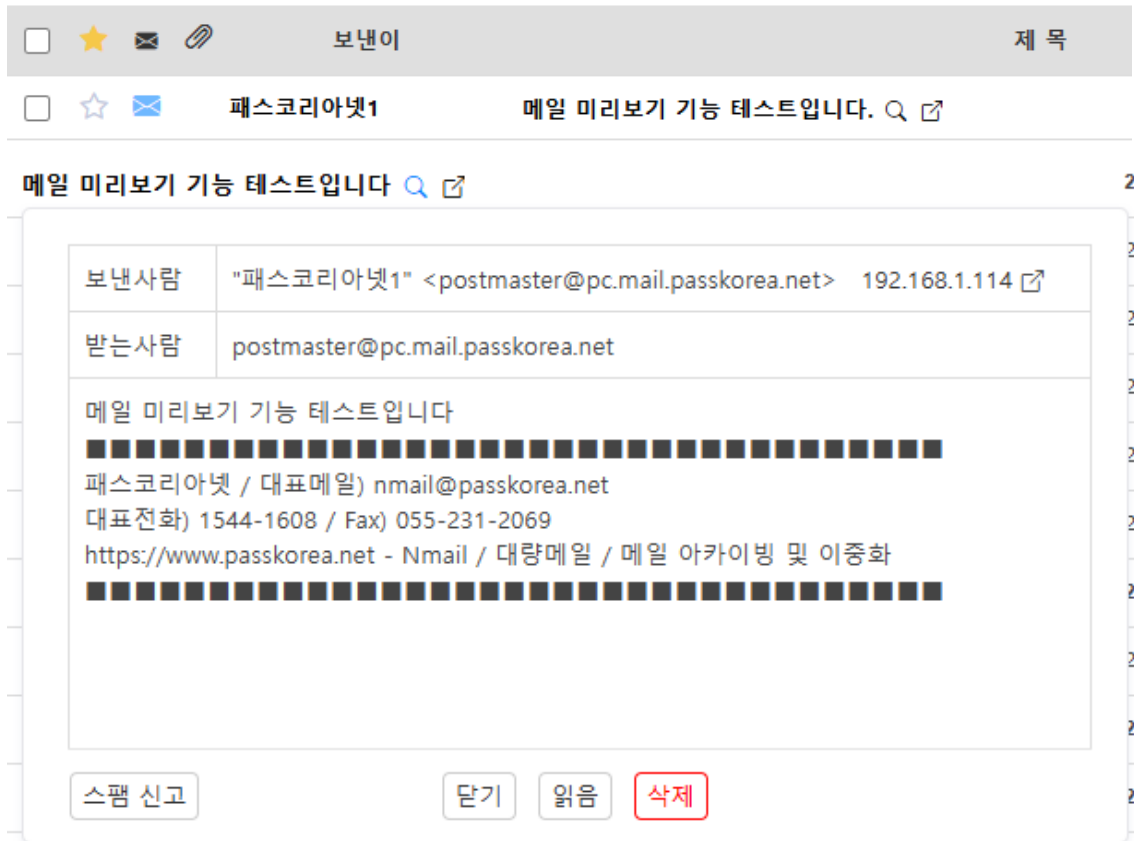 보낸이 제 목
패스코리아넷1 메일 미리보기 기능 테스트입니다.
메일 미리보기 기능 테스트입니다
보낸사람 "패스코리아넷1" <postmaster@pc.mail.passkorea.net> 192.168.1.114
받는사람 postmaster@pc.mail.passkorea.net
메일 미리보기 기능 테스트입니다
■■■■■■■■■■■■■■■■■■■■■■■■■■■■■■■■■■■
패스코리아넷 / 대표메일) nmail@passkorea.net
대표전화) 1544-1608 / Fax) 055-231-2069
https://www.passkorea.net - Nmail / 대량메일 / 메일 아카이빙 및 이중화
■■■■■■■■■■■■■■■■■■■■■■■■■■■■■■■■■■■
스팸 신고 닫기 읽음 삭제